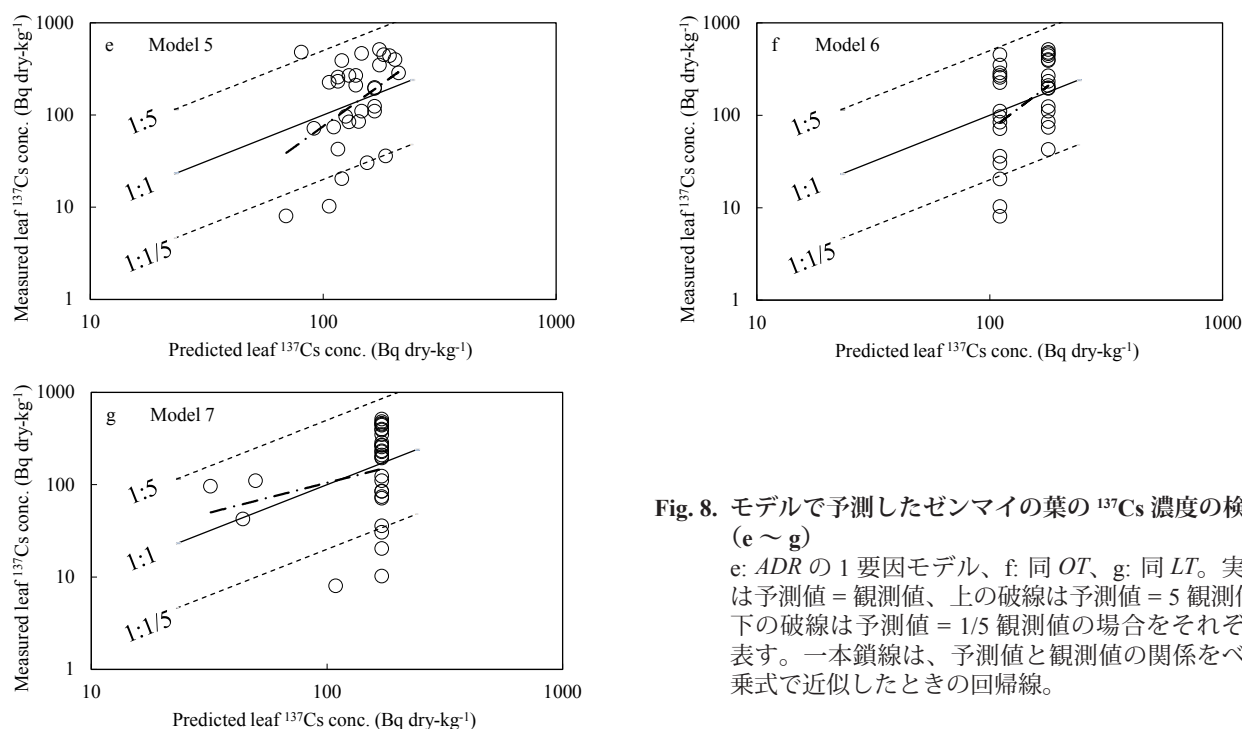 e Model 5
Measured leaf ¹³⁷Cs conc. (Bq dry-kg⁻¹)
1000
100
10
1
1:5
1:1
1:1/5
10 100 1000
Predicted leaf ¹³⁷Cs conc. (Bq dry-kg⁻¹)
f Model 6
Measured leaf ¹³⁷Cs conc. (Bq dry-kg⁻¹)
1000
100
10
1
1:5
1:1
1:1/5
10 100 1000
Predicted leaf ¹³⁷Cs conc. (Bq dry-kg⁻¹)
g Model 7
Measured leaf ¹³⁷Cs conc. (Bq dry-kg⁻¹)
1000
100
10
1
1:5
1:1
1:1/5
10 100 1000
Predicted leaf ¹³⁷Cs conc. (Bq dry-kg⁻¹)
Fig. 8. モデルで予測したゼンマイの葉の ¹³⁷Cs 濃度の検
(e ～ g)
e: ADR の 1 要因モデル、f: 同 OT、g: 同 LT。実
は予測値 = 観測値、上の破線は予測値 = 5 観測
下の破線は予測値 = 1/5 観測値の場合をそれぞ
表す。一本鎖線は、予測値と観測値の関係をべ
乗式で近似したときの回帰線。